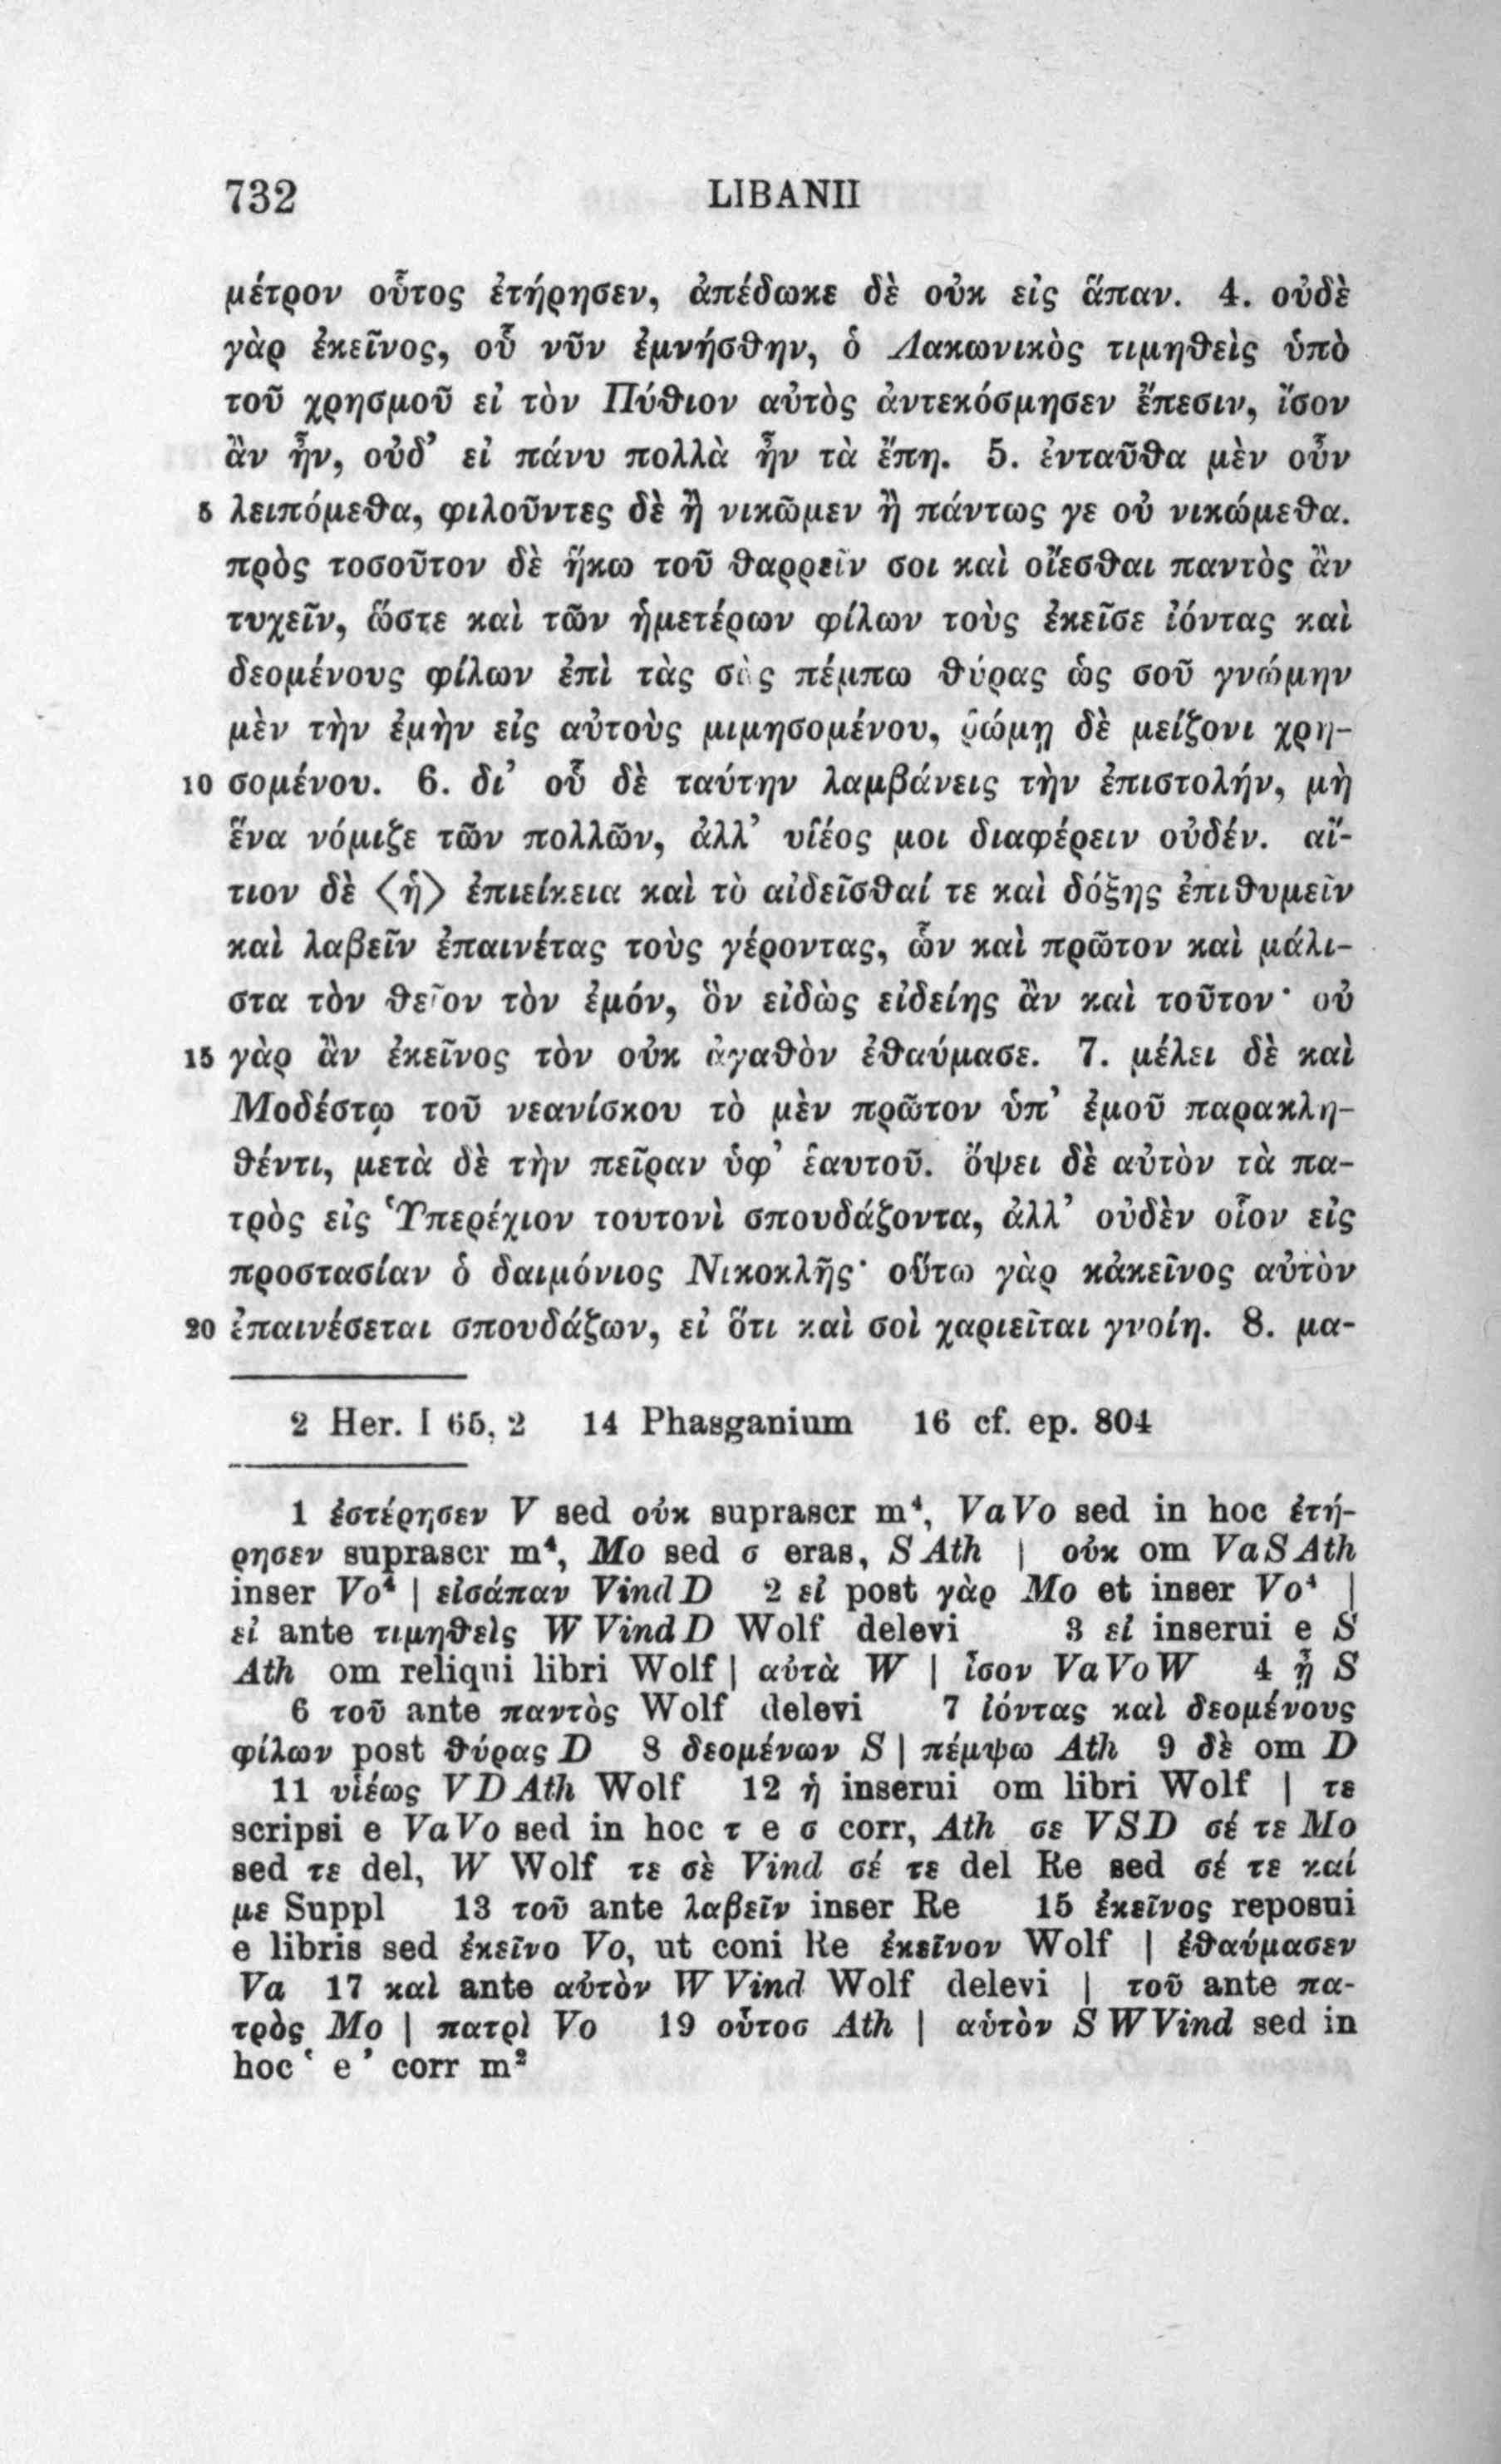 732 LIBANII
μέτρον οὗτος ἐτήρησεν, ἀπέδωκε δὲ οὐκ εἰς ἅπαν. 4. οὐδὲ
γὰρ ἐκεῖνος, οὗ νῦν ἐμνήσθην, ὁ Λακωνικὸς τιμηθεὶς ὑπὸ
τοῦ χρησμοῦ εἰ τὸν Πύθιον αὐτὸς ἀντεκόσμησεν ἔπεσιν, ἴσον
ἂν ἦν, οὐδ’ εἰ πάνυ πολλὰ ἦν τὰ ἔπη. 5. ἐνταῦθα μὲν οὖν
5 λειπόμεθα, φιλοῦντες δὲ ἢ νικῶμεν ἢ πάντως γε οὐ νικώμεθα.
πρὸς τοσοῦτον δὲ ἥκω τοῦ θαρρεῖν σοι καὶ οἴεσθαι παντὸς ἂν
τυχεῖν, ὥστε καὶ τῶν ἡμετέρων φίλων τοὺς ἐκεῖσε ἰόντας καὶ
δεομένους φίλων ἐπὶ τὰς σὰς πέμπω θύρας ὡς σοῦ γνώμην
μὲν τὴν ἐμὴν εἰς αὐτοὺς μιμησομένου, ῥώμῃ δὲ μείζονι χρη-
10 σομένου. 6. δι’ οὗ δὲ ταύτην λαμβάνεις τὴν ἐπιστολήν, μὴ
ἕνα νόμιζε τῶν πολλῶν, ἀλλ’ υἱέος μοι διαφέρειν οὐδέν. αἴ-
τιον δὲ ⟨ἡ⟩ ἐπιείκεια καὶ τὸ αἰδεῖσθαί τε καὶ δόξης ἐπιθυμεῖν
καὶ λαβεῖν ἐπαινέτας τοὺς γέροντας, ὧν καὶ πρῶτον καὶ μάλι-
στα τὸν θεῖον τὸν ἐμόν, ὃν εἰδὼς εἰδείης ἂν καὶ τοῦτον· οὐ
15 γὰρ ἂν ἐκεῖνος τὸν οὐκ ἀγαθὸν ἐθαύμασε. 7. μέλει δὲ καὶ
Μοδέστῳ τοῦ νεανίσκου τὸ μὲν πρῶτον ὑπ’ ἐμοῦ παρακλη-
θέντι, μετὰ δὲ τὴν πεῖραν ὑφ’ ἑαυτοῦ. ὄψει δὲ αὐτὸν τὰ πα-
τρὸς εἰς Ὑπερέχιον τουτονὶ σπουδάζοντα, ἀλλ’ οὐδὲν οἷον εἰς
προστασίαν ὁ δαιμόνιος Νικοκλῆς· οὕτω γὰρ κἀκεῖνος αὐτὸν
20 ἐπαινέσεται σπουδάζων, εἰ ὅτι καὶ σοὶ χαριεῖται γνοίη. 8. μα-
2 Her. I 65, 2 14 Phasganium 16 cf. ep. 804
1 ἐστέρησεν V sed οὐκ suprascr m⁴, VaVo sed in hoc ἐτή-
ρησεν suprascr m⁴, Mo sed σ eras, S Ath | οὐκ om VaSAth
inser Vo⁴ | εἰσάπαν VindD 2 εἰ post γὰρ Mo et inser Vo⁴ |
εἰ ante τιμηθεὶς W VindD Wolf delevi 3 εἰ inserui e S
Ath om reliqui libri Wolf | αὐτὰ W | ἶσον VaVoW 4 ᾖ S
6 τοῦ ante παντὸς Wolf delevi 7 ἰόντας καὶ δεομένους
φίλων post θύρας D 8 δεομένων S | πέμψω Ath 9 δὲ om D
11 υἱέως VDAth Wolf 12 ἡ inserui om libri Wolf | τε
scripsi e VaVo sed in hoc τ e σ corr, Ath σε VSD σέ τε Mo
sed τε del, W Wolf τε σὲ Vind σέ τε del Re sed σέ τε καί
με Suppl 13 τοῦ ante λαβεῖν inser Re 15 ἐκεῖνος reposui
e libris sed ἐκεῖνο Vo, ut coni Re ἐκεῖνον Wolf | ἐθαύμασεν
Va 17 καὶ ante αὐτὸν W Vind Wolf delevi | τοῦ ante πα-
τρὸς Mo | πατρὶ Vo 19 οὗτοσ Ath | αὑτὸν SWVind sed in
hoc ‘ e ’ corr m²